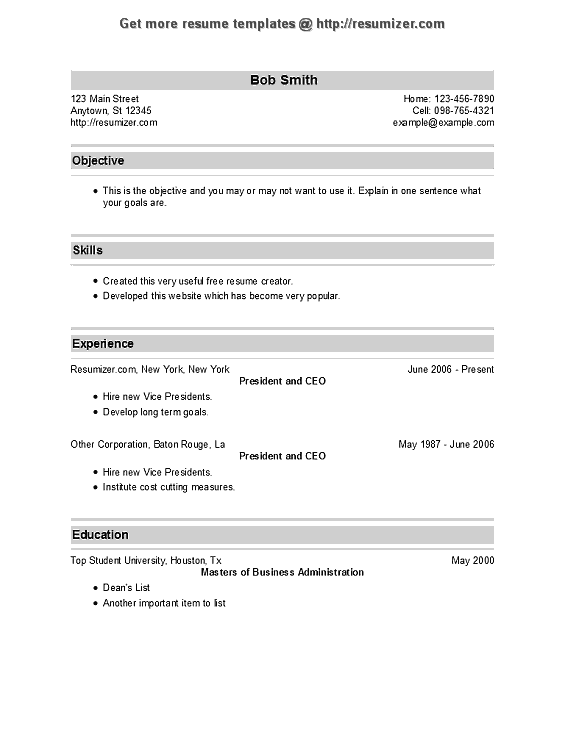 Get more resume templates @ http://resumizer.com
Bob Smith
123 Main Street Home: 123-456-7890
Anytown, St 12345 Cell: 098-765-4321
http://resumizer.com example@example.com
Objective
• This is the objective and you may or may not want to use it. Explain in one sentence what
your goals are.
Skills
• Created this very useful free resume creator.
• Developed this website which has become very popular.
Experience
Resumizer.com, New York, New York June 2006 - Present
President and CEO
• Hire new Vice Presidents.
• Develop long term goals.
Other Corporation, Baton Rouge, La May 1987 - June 2006
President and CEO
• Hire new Vice Presidents.
• Institute cost cutting measures.
Education
Top Student University, Houston, Tx May 2000
Masters of Business Administration
• Dean's List
• Another important item to list